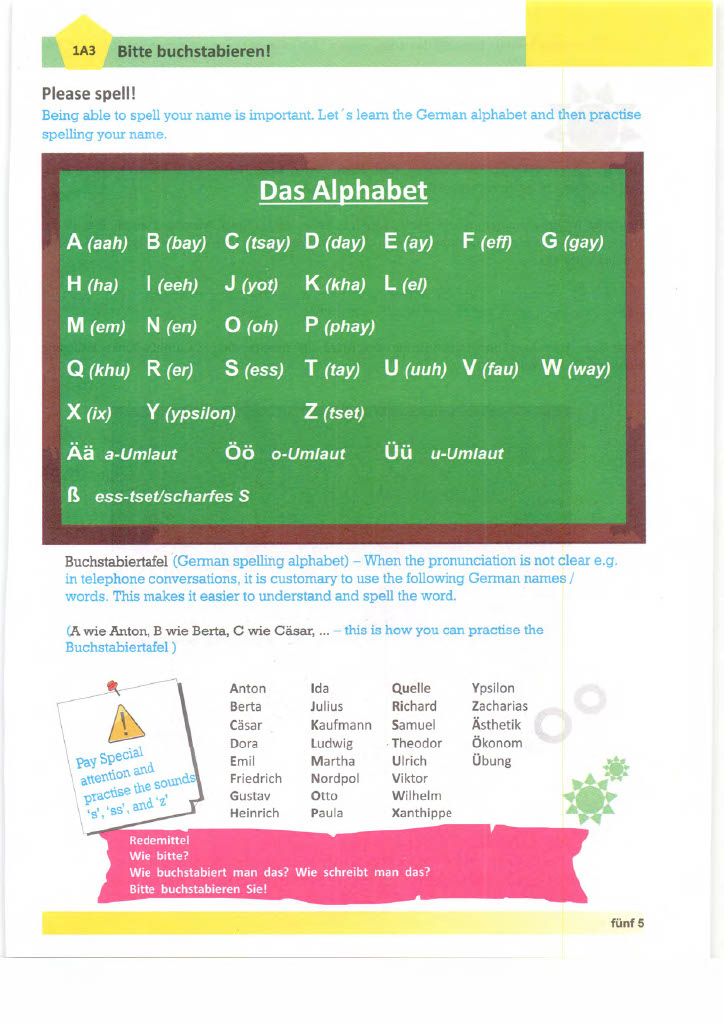 1A3 Bitte buchstabieren!
Please spell!
Being able to spell your name is important. Let´s learn the German alphabet and then practise
spelling your name.
Das Alphabet
A (aah) B (bay) C (tsay) D (day) E (ay) F (eff) G (gay)
H (ha) I (eeh) J (yot) K (kha) L (el)
M (em) N (en) O (oh) P (phay)
Q (khu) R (er) S (ess) T (tay) U (uuh) V (fau) W (way)
X (ix) Y (ypsilon) Z (tset)
Ää a-Umlaut Öö o-Umlaut Üü u-Umlaut
ß ess-tset/scharfes S
Buchstabiertafel (German spelling alphabet) – When the pronunciation is not clear e.g.
in telephone conversations, it is customary to use the following German names /
words. This makes it easier to understand and spell the word.
(A wie Anton, B wie Berta, C wie Cäsar, ... – this is how you can practise the
Buchstabiertafel )
Pay Special
attention and
practise the sounds
's', 'ss', and 'z'
Anton Ida Quelle Ypsilon
Berta Julius Richard Zacharias
Cäsar Kaufmann Samuel Ästhetik
Dora Ludwig Theodor Ökonom
Emil Martha Ulrich Übung
Friedrich Nordpol Viktor
Gustav Otto Wilhelm
Heinrich Paula Xanthippe
Redemittel
Wie bitte?
Wie buchstabiert man das? Wie schreibt man das?
Bitte buchstabieren Sie!
fünf 5